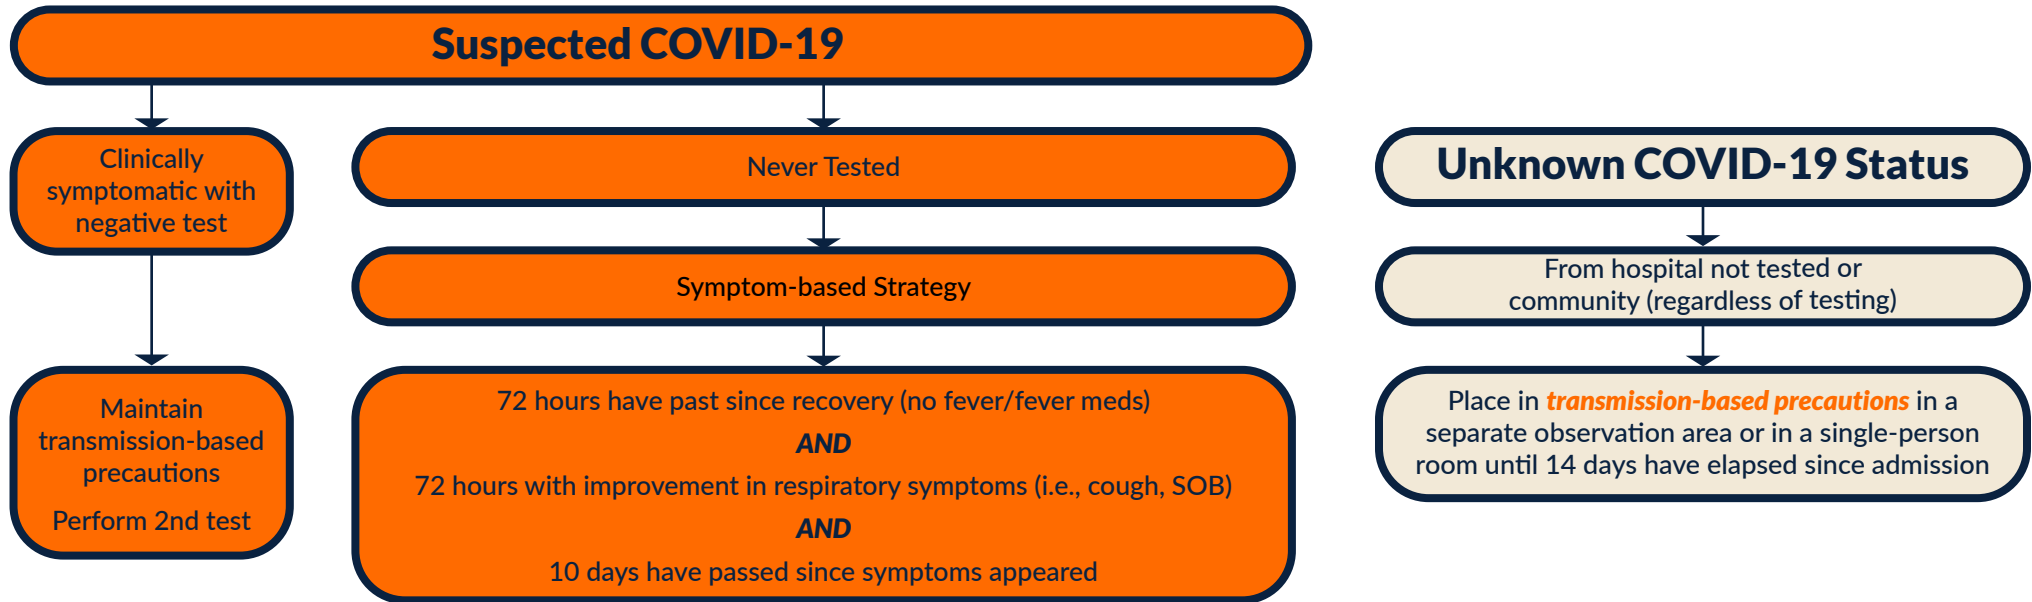 Suspected COVID-19
Clinically
symptomatic with
negative test
Maintain
transmission-based
precautions
Perform 2nd test
Never Tested
Symptom-based Strategy
72 hours have past since recovery (no fever/fever meds)
AND
72 hours with improvement in respiratory symptoms (i.e., cough, SOB)
AND
10 days have passed since symptoms appeared
Unknown COVID-19 Status
From hospital not tested or
community (regardless of testing)
Place in transmission-based precautions in a
separate observation area or in a single-person
room until 14 days have elapsed since admission